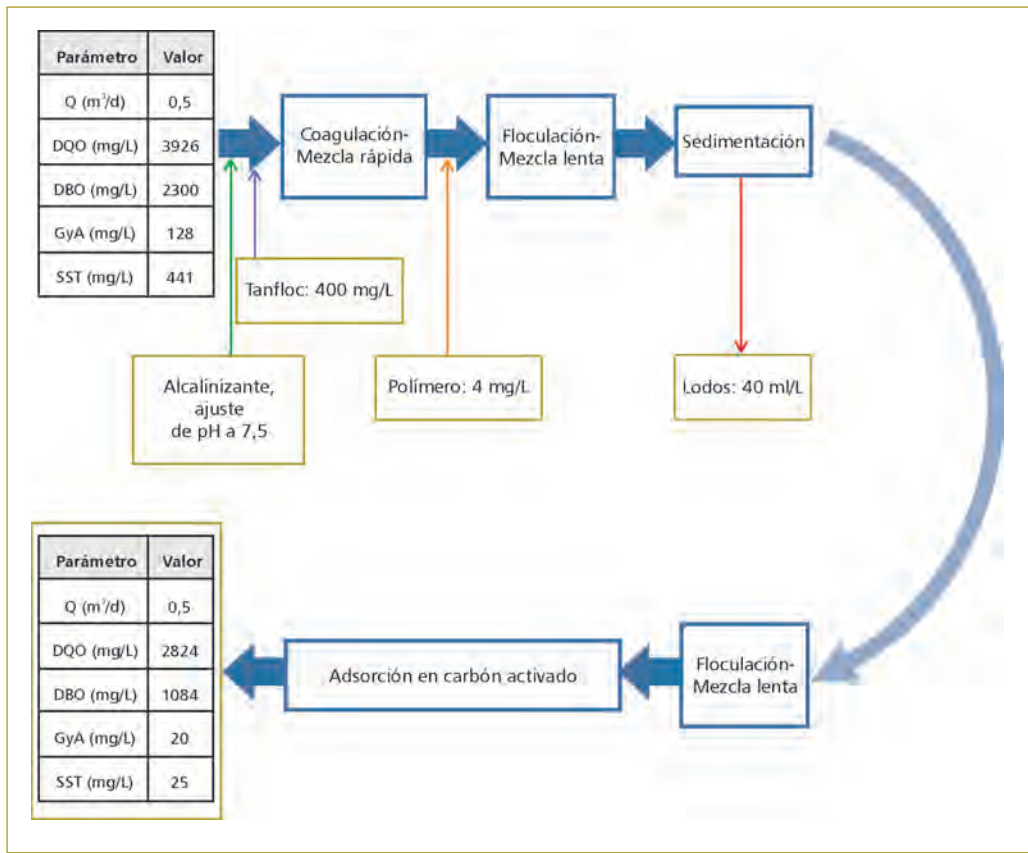 Parámetro Valor
Q (m³/d) 0,5
DQO (mg/L) 3926
DBO (mg/L) 2300
GyA (mg/L) 128
SST (mg/L) 441
Coagulación-
Mezcla rápida
Floculación-
Mezcla lenta
Sedimentación
Tanfloc: 400 mg/L
Alcalinizante,
ajuste
de pH a 7,5
Polímero: 4 mg/L
Lodos: 40 ml/L
Parámetro Valor
Q (m³/d) 0,5
DQO (mg/L) 2824
DBO (mg/L) 1084
GyA (mg/L) 20
SST (mg/L) 25
Adsorción en carbón activado
Floculación-
Mezcla lenta